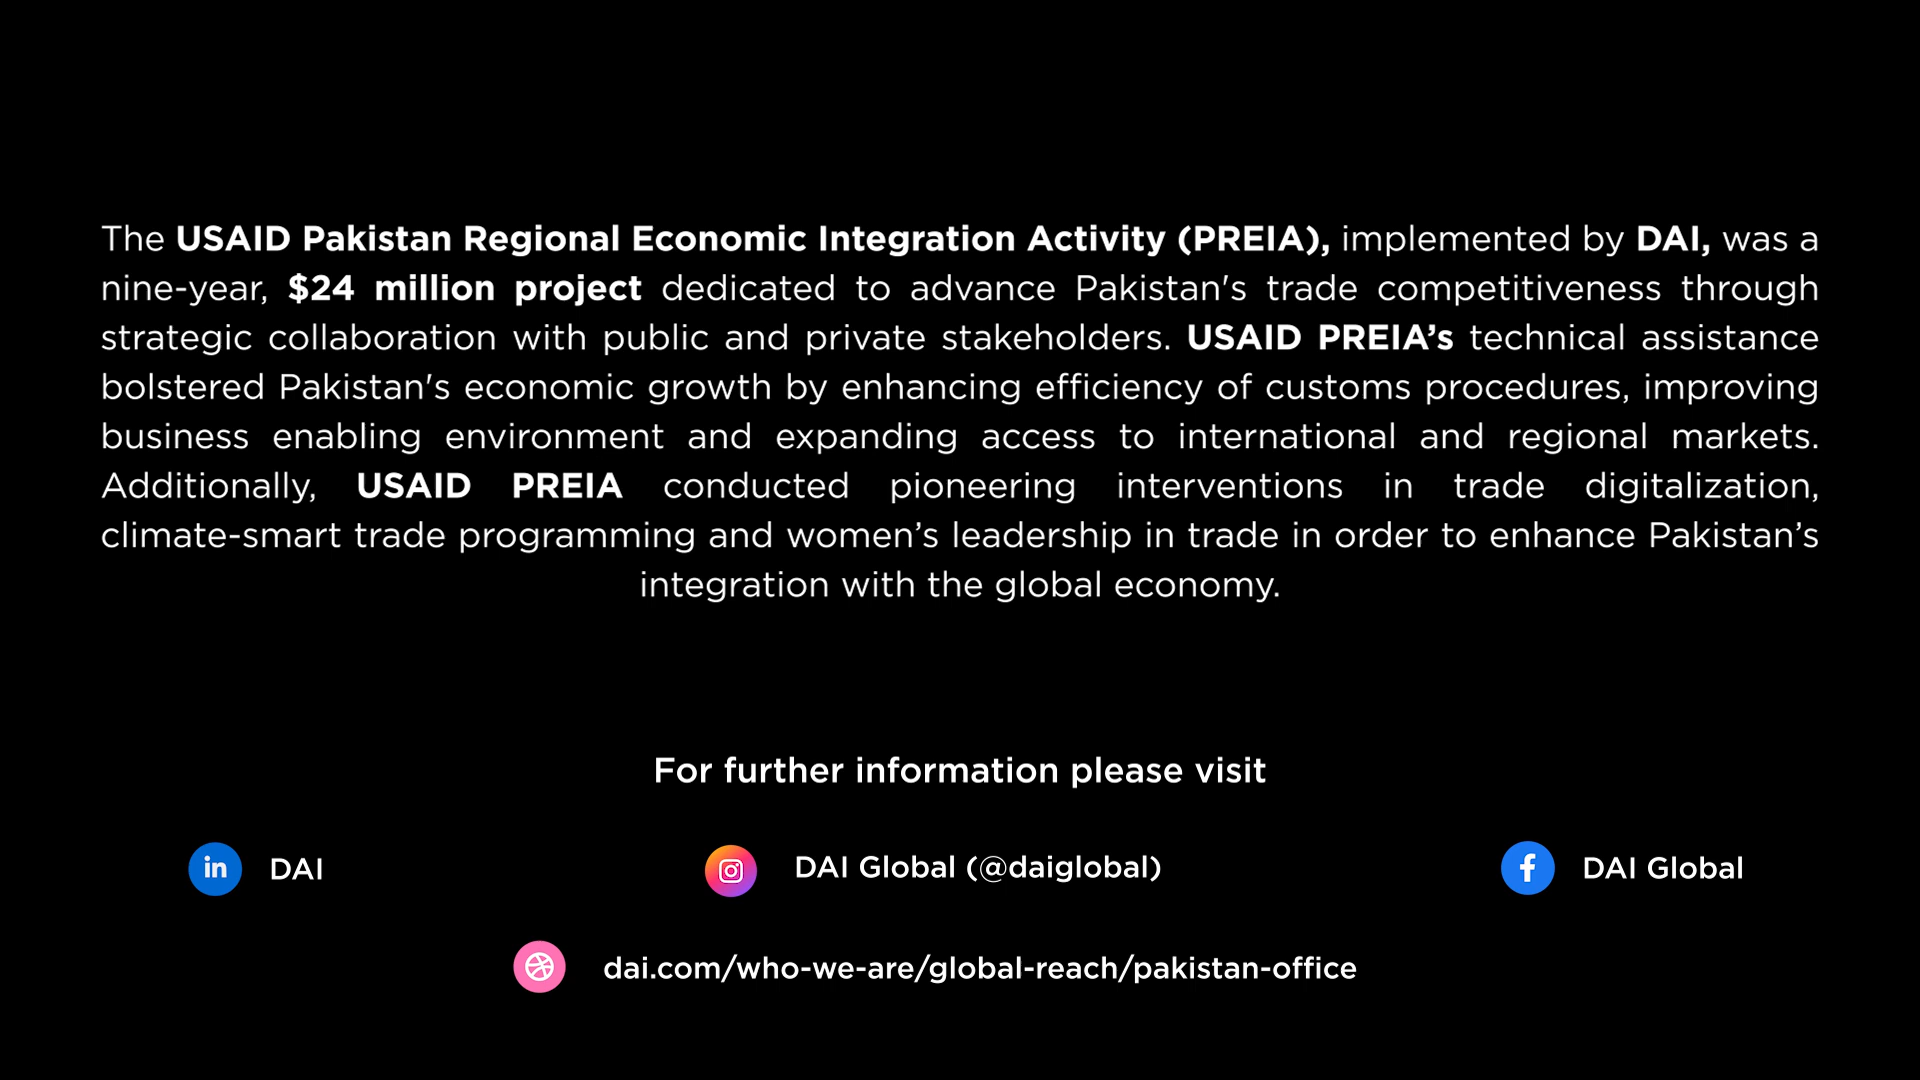 The USAID Pakistan Regional Economic Integration Activity (PREIA), implemented by DAI, was a
nine-year, $24 million project dedicated to advance Pakistan's trade competitiveness through
strategic collaboration with public and private stakeholders. USAID PREIA’s technical assistance
bolstered Pakistan's economic growth by enhancing efficiency of customs procedures, improving
business enabling environment and expanding access to international and regional markets.
Additionally, USAID PREIA conducted pioneering interventions in trade digitalization,
climate-smart trade programming and women’s leadership in trade in order to enhance Pakistan’s
integration with the global economy.
For further information please visit
in DAI
DAI Global (@daiglobal)
f DAI Global
dai.com/who-we-are/global-reach/pakistan-office